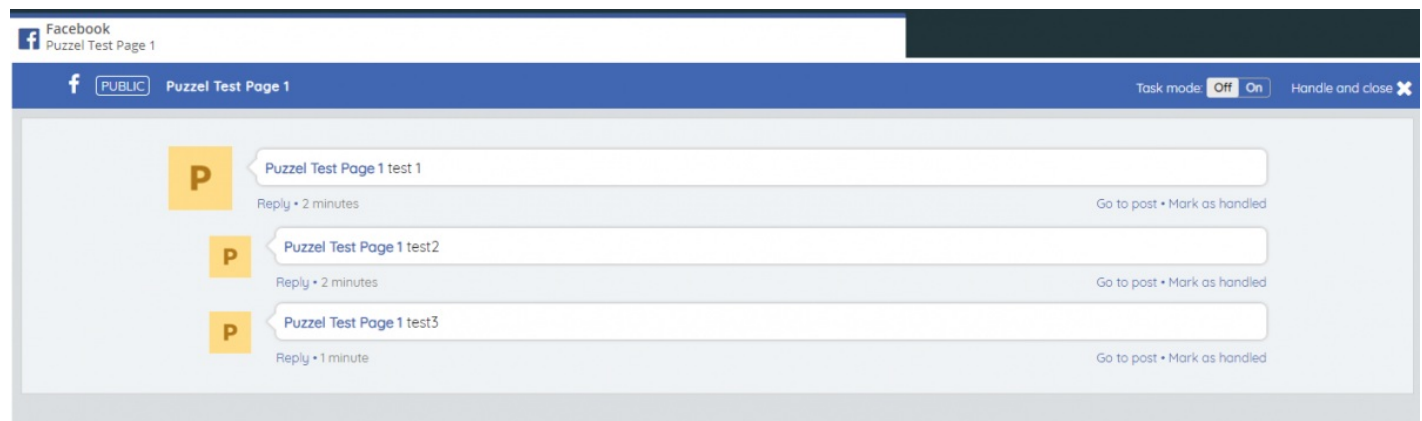 Facebook
Puzzel Test Page 1
f PUBLIC Puzzel Test Page 1 Task mode: Off On Handle and close
P Puzzel Test Page 1 test 1
Reply • 2 minutes Go to post • Mark as handled
P Puzzel Test Page 1 test2
Reply • 2 minutes Go to post • Mark as handled
P Puzzel Test Page 1 test3
Reply • 1 minute Go to post • Mark as handled